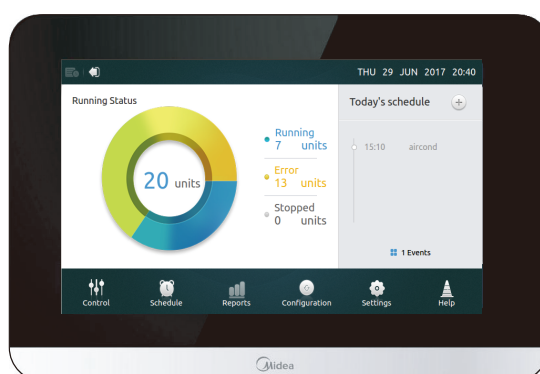 THU 29 JUN 2017 20:40
Running Status
20 units
Running
7 units
Error
13 units
Stopped
0 units
Today's schedule
15:10 aircond
1 Events
Control
Schedule
Reports
Configuration
Settings
Help
Midea